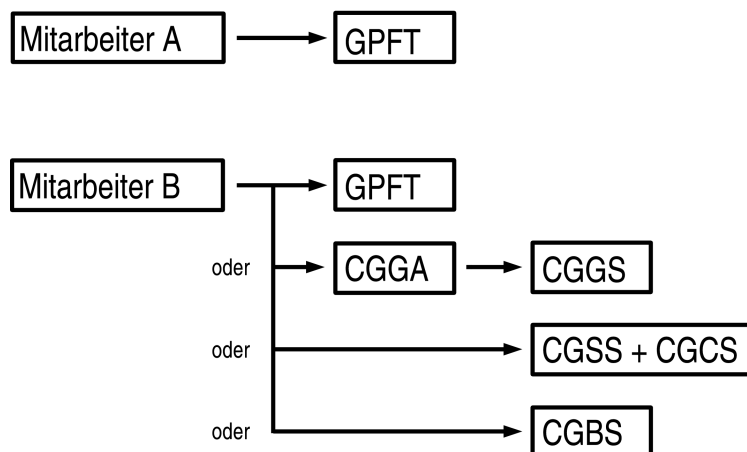 Mitarbeiter A GPFT
Mitarbeiter B GPFT
oder CGGA CGGS
oder CGSS + CGCS
oder CGBS